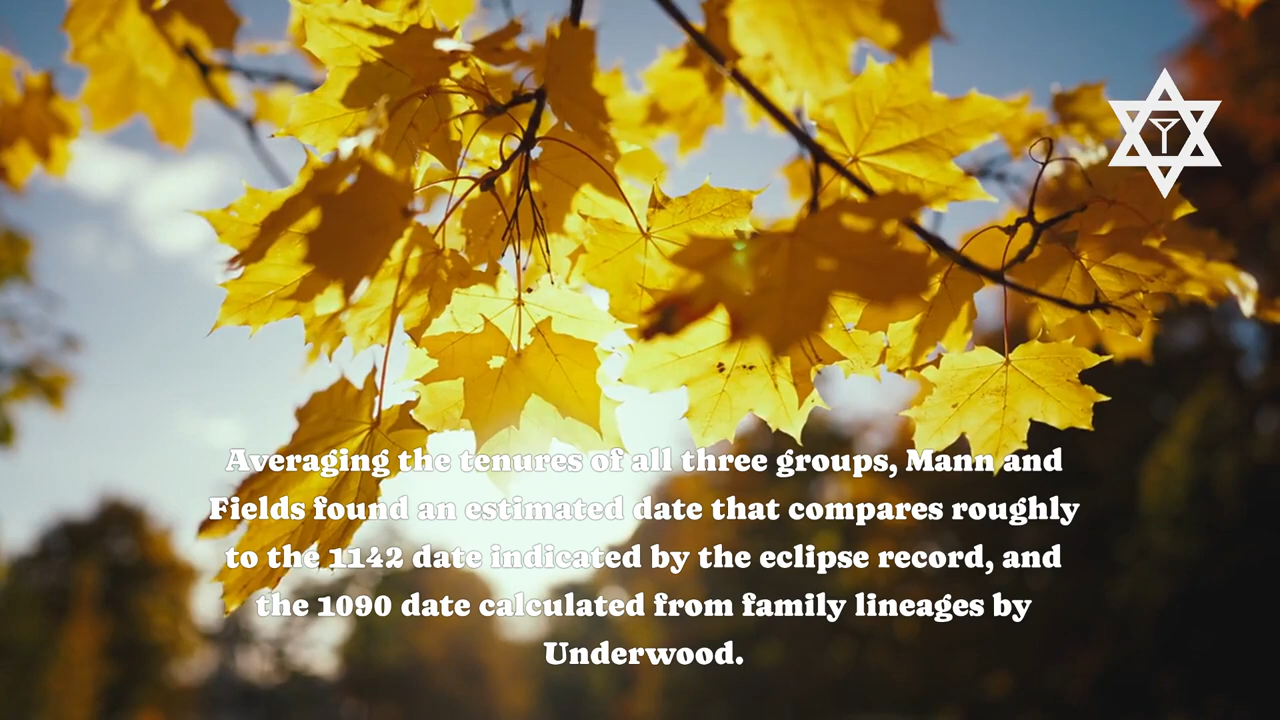 Averaging the tenures of all three groups, Mann and
Fields found an estimated date that compares roughly
to the 1142 date indicated by the eclipse record, and
the 1090 date calculated from family lineages by
Underwood.